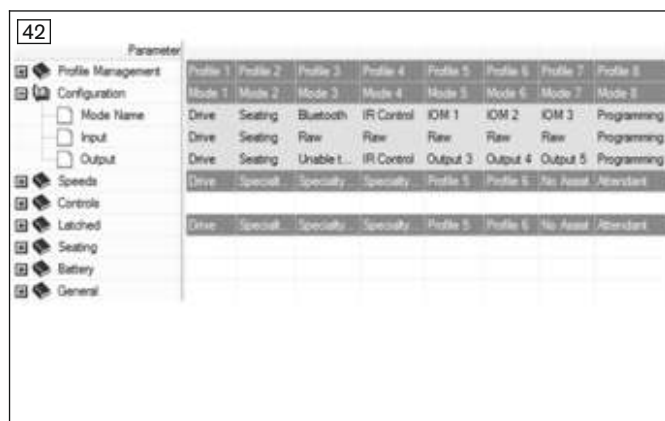 42
Parameter
Profile Management Profile 1 Profile 2 Profile 3 Profile 4 Profile 5 Profile 6 Profile 7 Profile 8
Configuration Mode 1 Mode 2 Mode 3 Mode 4 Mode 5 Mode 6 Mode 7 Mode 8
Mode Name Drive Seating Bluetooth IR Control IOM 1 IOM 2 IOM 3 Programming
Input Drive Seating Raw Raw Raw Raw Raw Programming
Output Drive Seating Unable t... IR Control Output 3 Output 4 Output 5 Programming
Speeds Drive Speciali... Specialty... Specialty... Profile 5 Profile 6 No Assist Attendant
Controls
Latched Drive Speciali... Specialty... Specialty... Profile 5 Profile 6 No Assist Attendant
Seating
Battery
General